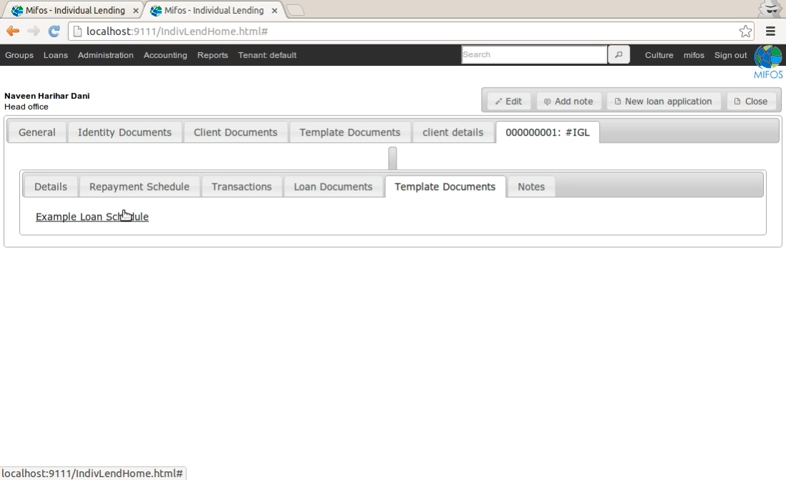 Mifos - Individual Lending × Mifos - Individual Lending ×
localhost:9111/IndivLendHome.html#
Groups Loans Administration Accounting Reports Tenant: default Search Culture mifos Sign out
MIFOS
Naveen Harihar Dani
Head office
Edit Add note New loan application Close
General Identity Documents Client Documents Template Documents client details 000000001: #IGL
Details Repayment Schedule Transactions Loan Documents Template Documents Notes
Example Loan Schedule
localhost:9111/IndivLendHome.html#